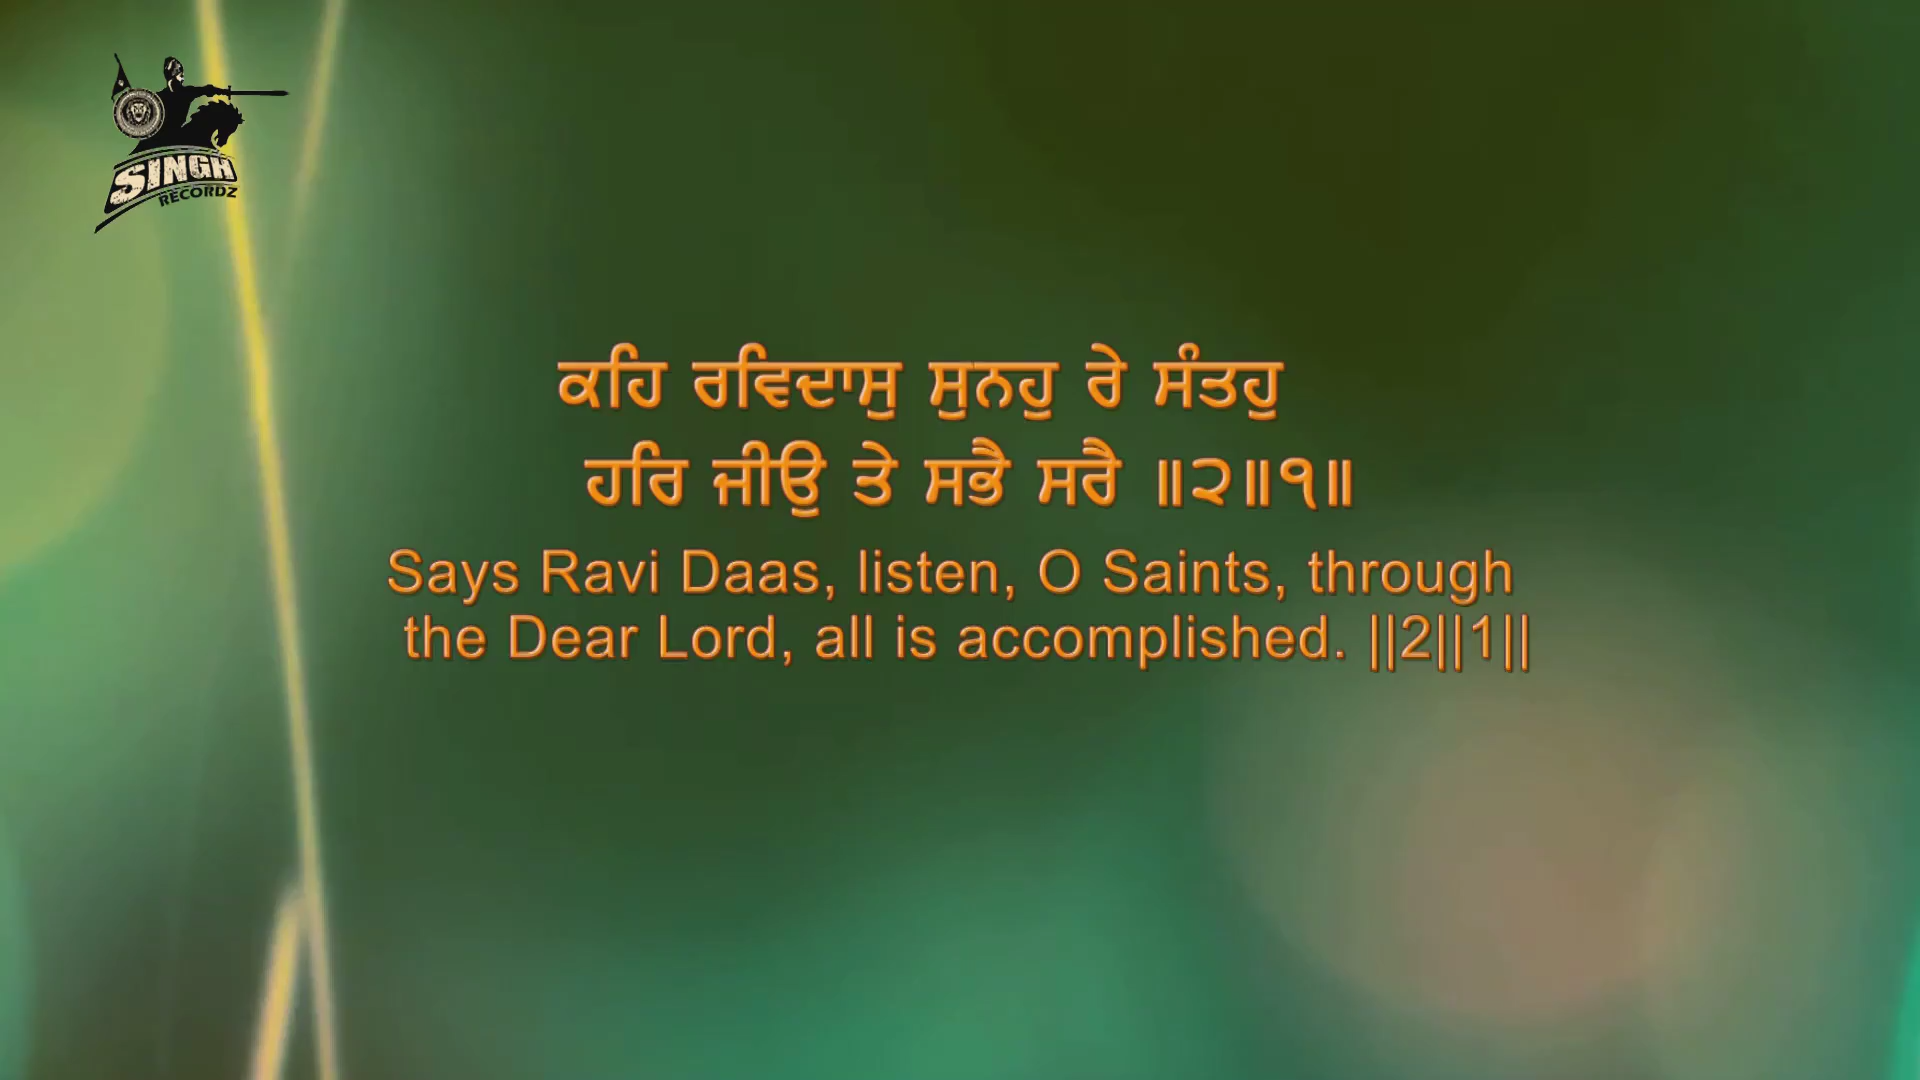 SINGH
RECORDZ
ਕਹਿ ਰਵਿਦਾਸੁ ਸੁਨਹੁ ਰੇ ਸੰਤਹੁ
ਹਰਿ ਜੀਉ ਤੇ ਸਭੈ ਸਰੈ ॥੨॥੧॥
Says Ravi Daas, listen, O Saints, through
the Dear Lord, all is accomplished. ||2||1||